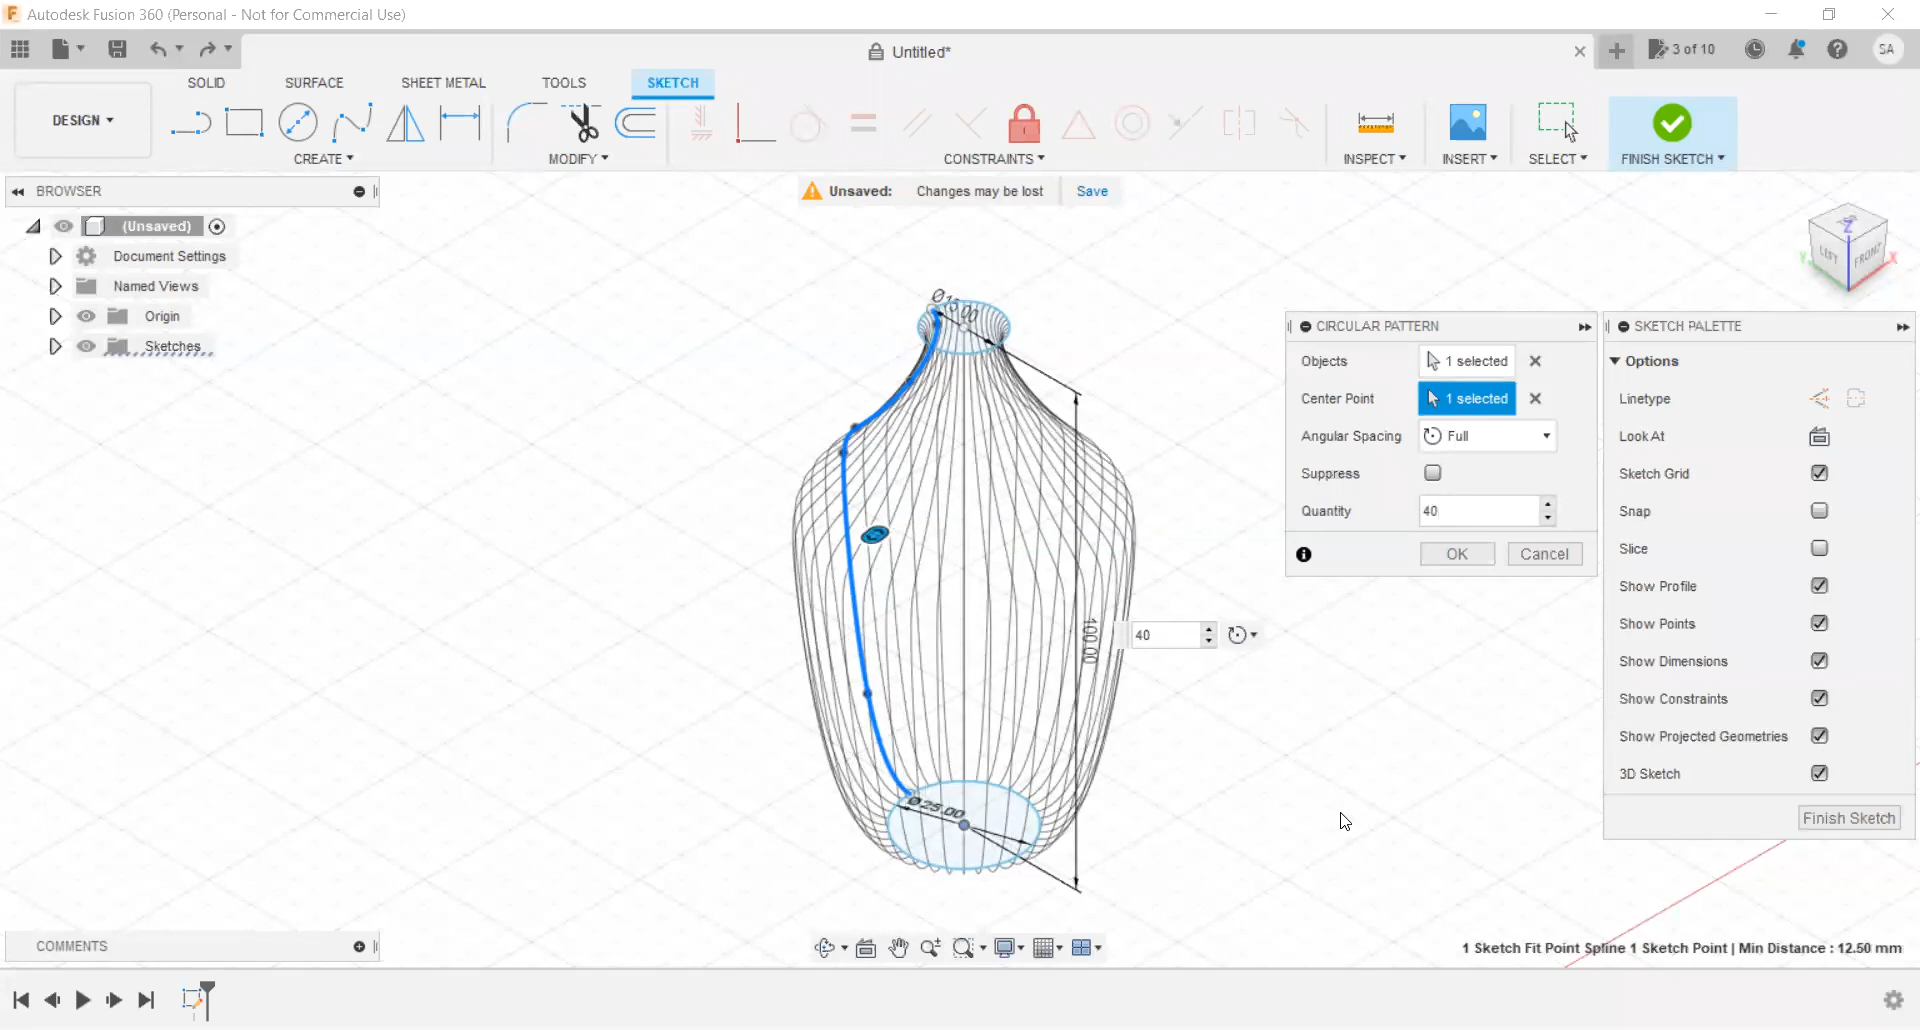 Autodesk Fusion 360 (Personal - Not for Commercial Use)
Untitled*
3 of 10
SA
DESIGN
SOLID
SURFACE
SHEET METAL
TOOLS
SKETCH
CREATE
MODIFY
CONSTRAINTS
INSPECT
INSERT
SELECT
FINISH SKETCH
BROWSER
Unsaved: Changes may be lost Save
(Unsaved)
Document Settings
Named Views
Origin
Sketches
Z
LEFT
FRONT
Y
X
Ø15.00
100.00
Ø25.00
40
CIRCULAR PATTERN
Objects 1 selected
Center Point 1 selected
Angular Spacing Full
Suppress
Quantity 40
OK Cancel
SKETCH PALETTE
Options
Linetype
Look At
Sketch Grid
Snap
Slice
Show Profile
Show Points
Show Dimensions
Show Constraints
Show Projected Geometries
3D Sketch
Finish Sketch
COMMENTS
1 Sketch Fit Point Spline 1 Sketch Point | Min Distance : 12.50 mm